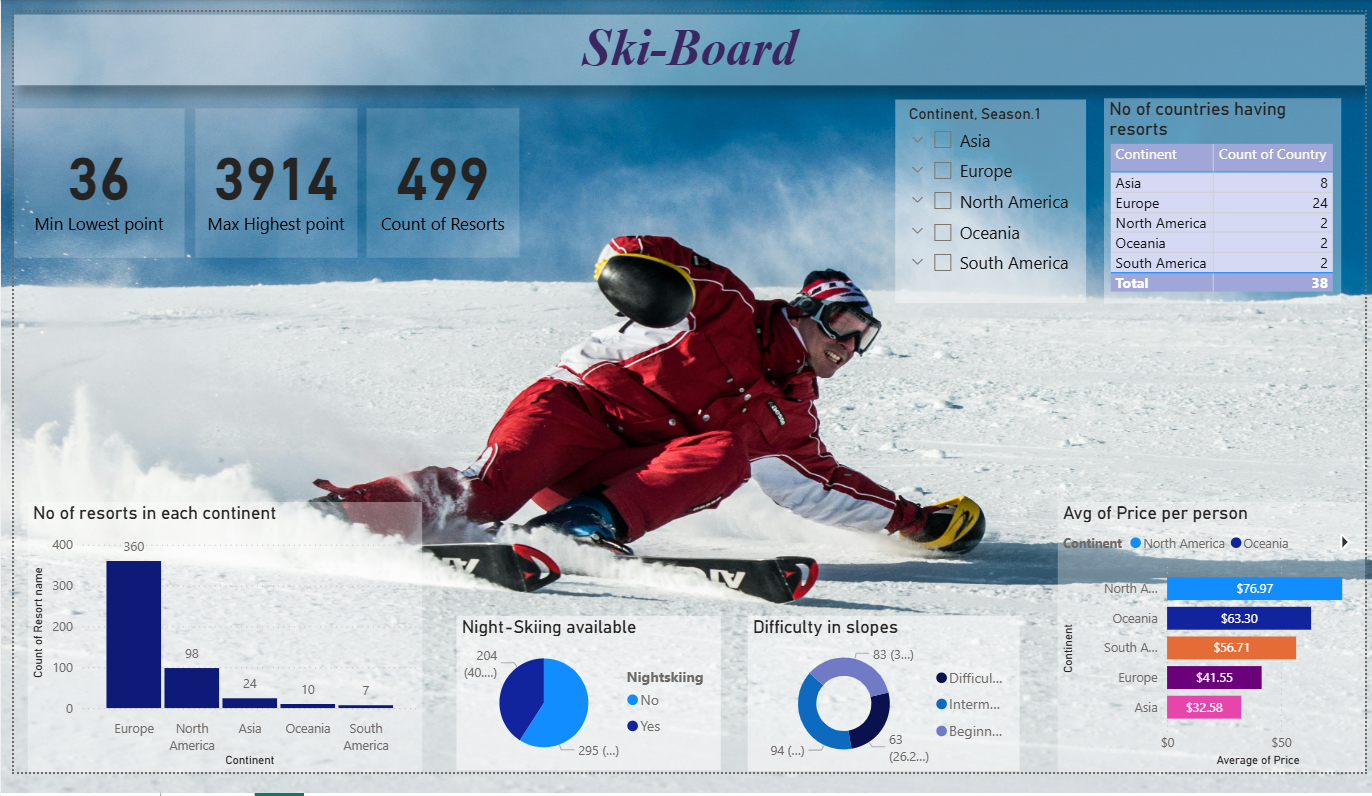 Ski-Board
36
Min Lowest point
3914
Max Highest point
499
Count of Resorts
Continent, Season.1
Asia
Europe
North America
Oceania
South America
No of countries having
resorts
Continent Count of Country
Asia 8
Europe 24
North America 2
Oceania 2
South America 2
Total 38
No of resorts in each continent
Count of Resort name
400
300
200
100
0
360
98
24
10
7
Europe
North
America
Asia
Oceania
South
America
Continent
Night-Skiing available
204
(40....)
295 (...)
Nightskiing
No
Yes
Difficulty in slopes
83 (3...)
94 (...)
63
(26.2...)
Difficul...
Interm...
Beginn...
Avg of Price per person
Continent North America Oceania
Continent
North A... $76.97
Oceania $63.30
South A... $56.71
Europe $41.55
Asia $32.58
$0 $50
Average of Price
ATOMIC